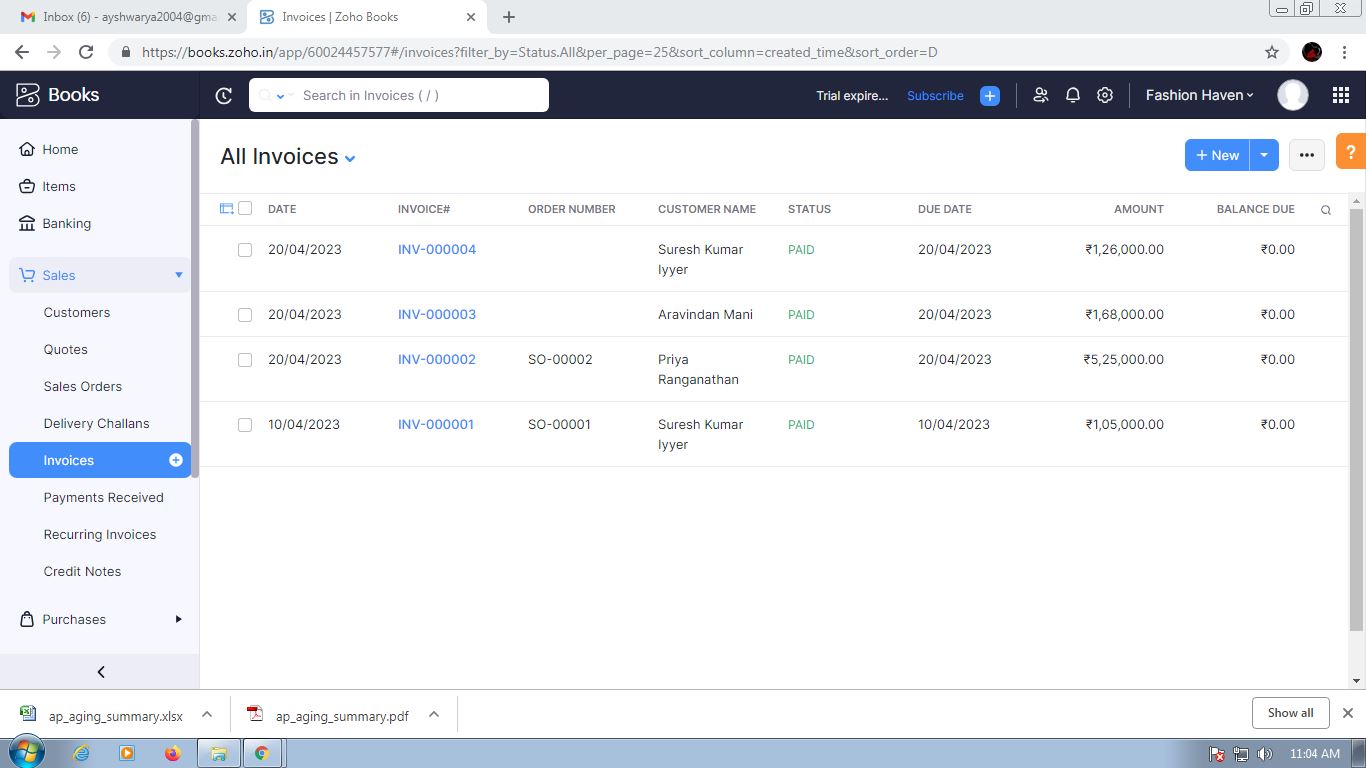 Inbox (6) - ayshwarya2004@gma
Invoices | Zoho Books
https://books.zoho.in/app/60024457577#/invoices?filter_by=Status.All&per_page=25&sort_column=created_time&sort_order=D
Books
Search in Invoices ( / )
Trial expire...
Subscribe
Fashion Haven
Home
Items
Banking
Sales
Customers
Quotes
Sales Orders
Delivery Challans
Invoices
Payments Received
Recurring Invoices
Credit Notes
Purchases
All Invoices
+ New
?
DATE INVOICE# ORDER NUMBER CUSTOMER NAME STATUS DUE DATE AMOUNT BALANCE DUE
20/04/2023 INV-000004 Suresh Kumar PAID 20/04/2023 ₹1,26,000.00 ₹0.00
Iyyer
20/04/2023 INV-000003 Aravindan Mani PAID 20/04/2023 ₹1,68,000.00 ₹0.00
20/04/2023 INV-000002 SO-00002 Priya PAID 20/04/2023 ₹5,25,000.00 ₹0.00
Ranganathan
10/04/2023 INV-000001 SO-00001 Suresh Kumar PAID 10/04/2023 ₹1,05,000.00 ₹0.00
Iyyer
ap_aging_summary.xlsx
ap_aging_summary.pdf
Show all
11:04 AM